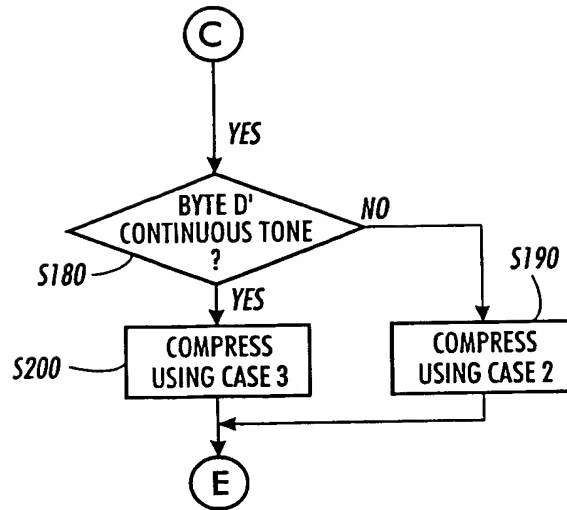 C
YES
BYTE D'
CONTINUOUS TONE
?
NO
S180
YES
S190
S200
COMPRESS
USING CASE 3
COMPRESS
USING CASE 2
E